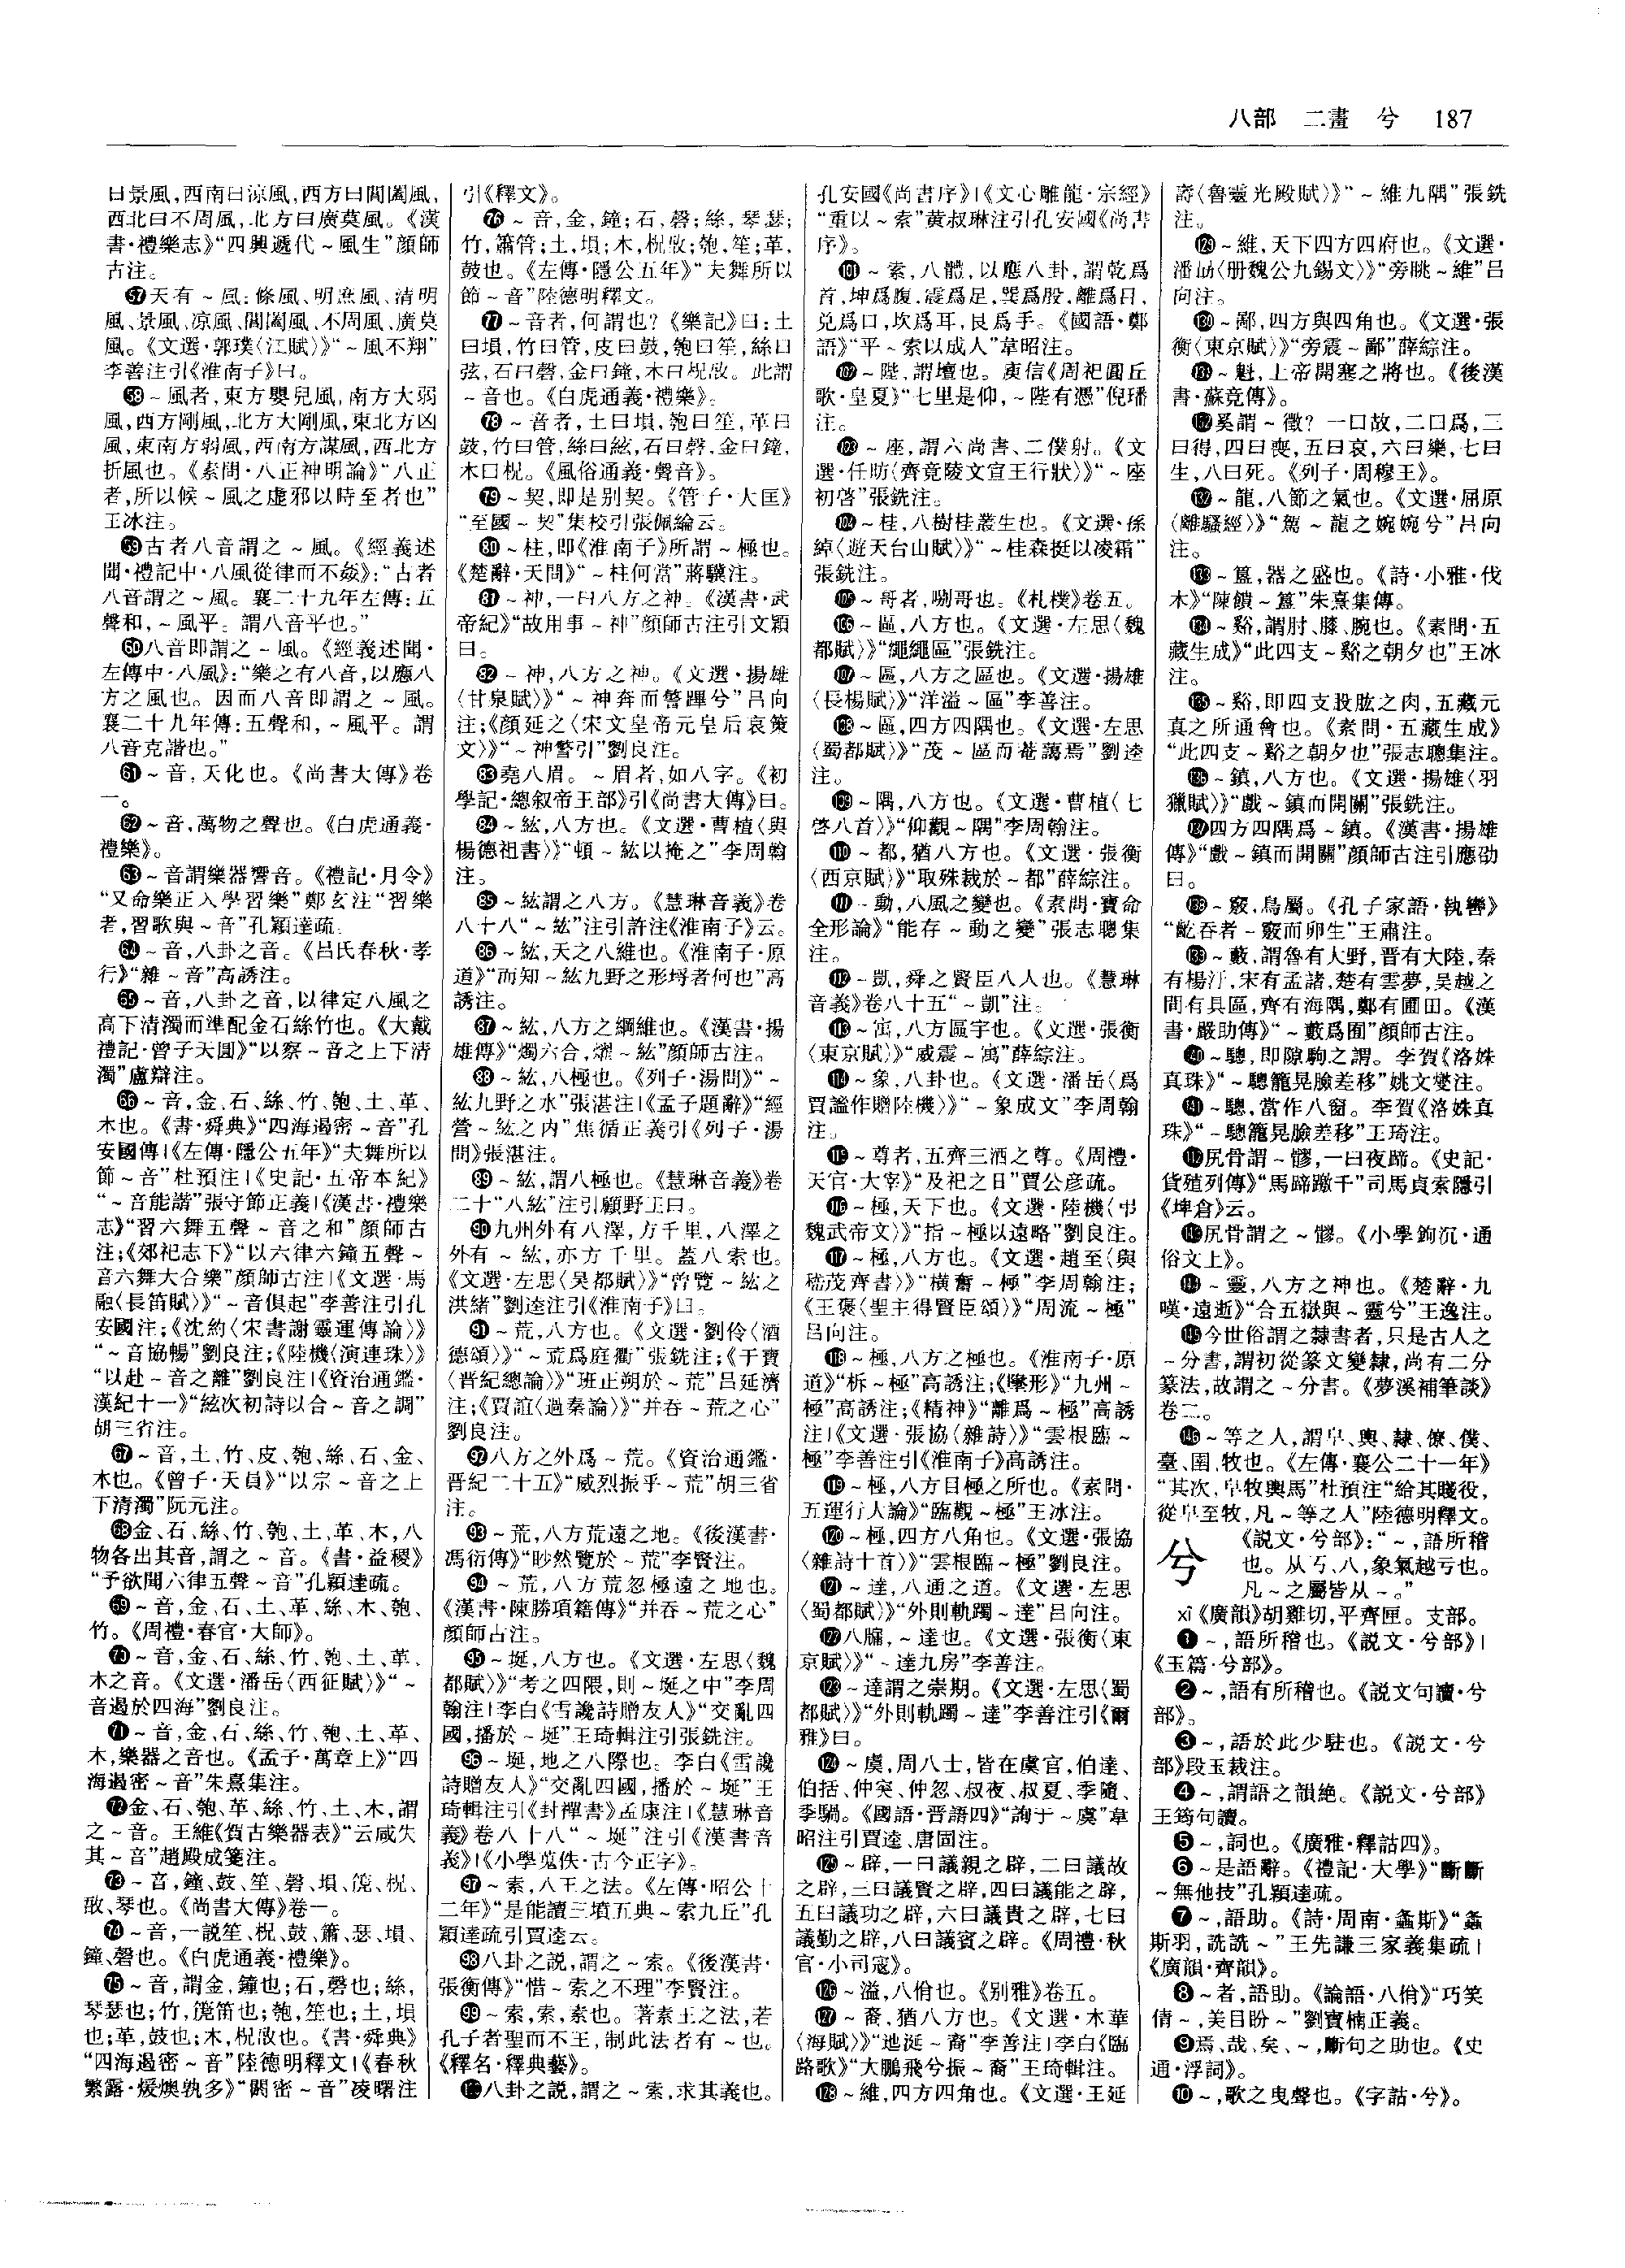 八部 二畫 兮 187
曰景風,西南曰涼風,西方曰閶闔風,
西北曰不周風,北方曰廣莫風。《漢
書·禮樂志》“四興遞代~風生”顏師
古注。
57天有~風:條風、明庶風、清明
風、景風、凉風、閶闔風、不周風、廣莫
風。《文選·郭璞〈江賦〉》“~風不翔”
李善注引《淮南子》曰。
58~風者,東方嬰兒風,南方大弱
風,西方剛風,北方大剛風,東北方凶
風,東南方弱風,西南方謀風,西北方
折風也。《素問·八正神明論》“八正
者,所以候~風之虛邪以時至者也”
王冰注。
59古者八音謂之~風。《經義述
聞·禮記中·八風從律而不姦》:“古者
八音謂之~風。襄二十九年左傳:五
聲和,~風平。謂八音平也。”
60八音即謂之~風。《經義述聞·
左傳中·八風》:“樂之有八音,以應八
方之風也。因而八音即謂之~風。
襄二十九年傳:五聲和,~風平。謂
八音克諧也。”
61~音,天化也。《尚書大傳》卷
一。
62~音,萬物之聲也。《白虎通義·
禮樂》。
63~音謂樂器響音。《禮記·月令》
“又命樂正入學習樂”鄭玄注“習樂
者,習歌與~音”孔穎達疏。
64~音,八卦之音。《呂氏春秋·孝
行》“雜~音”高誘注。
65~音,八卦之音,以律定八風之
高下清濁而準配金石絲竹也。《大戴
禮記·曾子天圓》“以察~音之上下清
濁”盧辯注。
66~音,金、石、絲、竹、匏、土、革、
木也。《書·舜典》“四海遏密~音”孔
安國傳|《左傳·隱公五年》“夫舞所以
節~音”杜預注|《史記·五帝本紀》
“~音能諧”張守節正義|《漢書·禮樂
志》“習六舞五聲~音之和”顏師古
注;《郊祀志下》“以六律六鐘五聲~
音六舞大合樂”顏師古注|《文選·馬
融〈長笛賦〉》“~音俱起”李善注引孔
安國注;《沈約〈宋書謝靈運傳論〉》
“~音協暢”劉良注;《陸機〈演連珠〉》
“以赴~音之離”劉良注|《資治通鑑·
漢紀十一》“絃次初詩以合~音之調”
胡三省注。
67~音,土、竹、皮、匏、絲、石、金、
木也。《曾子·天員》“以宗~音之上
下清濁”阮元注。
68金、石、絲、竹、匏、土、革、木,八
物各出其音,謂之~音。《書·益稷》
“予欲聞六律五聲~音”孔穎達疏。
69~音,金、石、土、革、絲、木、匏、
竹。《周禮·春官·大師》。
70~音,金、石、絲、竹、匏、土、革、
木之音。《文選·潘岳〈西征賦〉》“~
音遏於四海”劉良注。
71~音,金、石、絲、竹、匏、土、革、
木,樂器之音也。《孟子·萬章上》“四
海遏密~音”朱熹集注。
72金、石、匏、革、絲、竹、土、木,謂
之~音。王維《賀古樂器表》“云咸失
其~音”趙殿成箋注。
73~音,鐘、鼓、笙、磬、塤、箎、柷、
敔、琴也。《尚書大傳》卷一。
74~音,一説笙、柷、鼓、簫、瑟、塤、
鐘、磬也。《白虎通義·禮樂》。
75~音,謂金,鐘也;石,磬也;絲,
琴瑟也;竹,篪笛也;匏,笙也;土,塤
也;革,鼓也;木,柷敔也。《書·舜典》
“四海遏密~音”陸德明釋文|《春秋
繁露·煖燠孰多》“閼密~音”凌曙注
引《釋文》。
76~音,金,鐘;石,磬;絲,琴瑟;
竹,簫管;土,塤;木,柷敔;匏,笙;革,
鼓也。《左傳·隱公五年》“夫舞所以
節~音”陸德明釋文。
77~音者,何謂也?《樂記》曰:土
曰塤,竹曰管,皮曰鼓,匏曰笙,絲曰
弦,石曰磬,金曰鐘,木曰柷敔。此謂
~音也。《白虎通義·禮樂》。
78~音者,土曰塤,匏曰笙,革曰
鼓,竹曰管,絲曰絃,石曰磬,金曰鐘,
木曰柷。《風俗通義·聲音》。
79~契,即是別契。《管子·大匡》
“至國~契”集校引張佩綸云。
80~柱,即《淮南子》所謂~極也。
《楚辭·天問》“~柱何當”蔣驥注。
81~神,一曰八方之神。《漢書·武
帝紀》“故用事~神”顏師古注引文穎
曰。
82~神,八方之神。《文選·揚雄
〈甘泉賦〉》“~神奔而警蹕兮”呂向
注;《顏延之〈宋文皇帝元皇后哀策
文〉》“~神警引”劉良注。
83堯八眉。~眉者,如八字。《初
學記·總叙帝王部》引《尚書大傳》曰。
84~絃,八方也。《文選·曹植〈與
楊德祖書〉》“頓~絃以掩之”李周翰
注。
85~紘謂之八方。《慧琳音義》卷
八十八“~紘”注引許注《淮南子》云。
86~紘,天之八維也。《淮南子·原
道》“而知~紘九野之形埒者何也”高
誘注。
87~紘,八方之綱維也。《漢書·揚
雄傳》“燭六合,燿~紘”顏師古注。
88~紘,八極也。《列子·湯問》“~
紘九野之水”張湛注|《孟子題辭》“經
營~紘之内”焦循正義引《列子·湯
問》張湛注。
89~紘,謂八極也。《慧琳音義》卷
二十“八紘”注引顧野王曰。
90九州外有八澤,方千里,八澤之
外有~紘,亦方千里。蓋八索也。
《文選·左思〈吳都賦〉》“嘗覽~紘之
洪緒”劉逵注引《淮南子》曰。
91~荒,八方也。《文選·劉伶〈酒
德頌〉》“~荒爲庭衢”張銑注;《干寶
〈晋紀總論〉》“班正朔於~荒”呂延濟
注;《賈誼〈過秦論〉》“并吞~荒之心”
劉良注。
92八方之外爲~荒。《資治通鑑·
晋紀二十五》“威烈振乎~荒”胡三省
注。
93~荒,八方荒遠之地。《後漢書·
馮衍傳》“眇然覽於~荒”李賢注。
94~荒,八方荒忽極遠之地也。
《漢書·陳勝項籍傳》“并吞~荒之心”
顏師古注。
95~埏,八方也。《文選·左思〈魏
都賦〉》“考之四隈,則~埏之中”李周
翰注|李白《雪讒詩贈友人》“交亂四
國,播於~埏”王琦輯注引張銑注。
96~埏,地之八際也。李白《雪讒
詩贈友人》“交亂四國,播於~埏”王
琦輯注引《封禪書》孟康注|《慧琳音
義》卷八十八“~埏”注引《漢書音
義》|《小學蒐佚·古今正字》。
97~索,八王之法。《左傳·昭公十
二年》“是能讀三墳五典~索九丘”孔
穎達疏引賈逵云。
98八卦之説,謂之~索。《後漢書·
張衡傳》“惜~索之不理”李賢注。
99~索,索,素也。著素王之法,若
孔子者聖而不王,制此法者有~也。
《釋名·釋典藝》。
100八卦之説,謂之~索,求其義也。
孔安國《尚書序》|《文心雕龍·宗經》
“重以~索”黄叔琳注引孔安國《尚書
序》。
101~索,八體,以應八卦,謂乾爲
首,坤爲腹,震爲足,巽爲股,離爲目,
兑爲口,坎爲耳,艮爲手。《國語·鄭
語》“平~索以成人”韋昭注。
102~陛,謂壇也。庾信《周祀圓丘
歌·皇夏》“七里是仰,~陛有憑”倪璠
注。
103~座,謂六尚書、二僕射。《文
選·任昉〈齊竟陵文宣王行狀〉》“~座
初啓”張銑注。
104~桂,八樹桂叢生也。《文選·孫
綽〈遊天台山賦〉》“~桂森挺以凌霜”
張銑注。
105~哥者,唎哥也。《札樸》卷五。
106~區,八方也。《文選·左思〈魏
都賦〉》“繩繩區”張銑注。
107~區,八方之區也。《文選·揚雄
〈長楊賦〉》“洋溢~區”李善注。
108~區,四方四隅也。《文選·左思
〈蜀都賦〉》“茂~區而菴藹焉”劉逵
注。
109~隅,八方也。《文選·曹植〈七
啓八首〉》“仰觀~隅”李周翰注。
110~都,猶八方也。《文選·張衡
〈西京賦〉》“取殊裁於~都”薛綜注。
111~動,八風之變也。《素問·寶命
全形論》“能存~動之變”張志聰集
注。
112~凱,舜之賢臣八人也。《慧琳
音義》卷八十五“~凱”注。
113~寓,八方區宇也。《文選·張衡
〈東京賦〉》“威震~寓”薛綜注。
114~象,八卦也。《文選·潘岳〈爲
賈謐作贈陸機〉》“~象成文”李周翰
注。
115~尊者,五齊三酒之尊。《周禮·
天官·大宰》“及祀之日”賈公彦疏。
116~極,天下也。《文選·陸機〈弔
魏武帝文〉》“指~極以遠略”劉良注。
117~極,八方也。《文選·趙至〈與
嵇茂齊書〉》“横奮~極”李周翰注;
《王褒〈聖主得賢臣頌〉》“周流~極”
呂向注。
118~極,八方之極也。《淮南子·原
道》“柝~極”高誘注;《墬形》“九州~
極”高誘注;《精神》“離爲~極”高誘
注|《文選·張協〈雜詩〉》“雲根臨~
極”李善注引《淮南子》高誘注。
119~極,八方目極之所也。《素問·
五運行大論》“臨觀~極”王冰注。
120~極,四方八角也。《文選·張協
〈雜詩十首〉》“雲根臨~極”劉良注。
121~達,八通之道。《文選·左思
〈蜀都賦〉》“外則軌躅~達”呂向注。
122八牖,~達也。《文選·張衡〈東
京賦〉》“~達九房”李善注。
123~達謂之崇期。《文選·左思〈蜀
都賦〉》“外則軌躅~達”李善注引《爾
雅》曰。
124~虞,周八士,皆在虞官,伯達、
伯括、仲突、仲忽、叔夜、叔夏、季隨、
季騧。《國語·晋語四》“詢于~虞”韋
昭注引賈逵、唐固注。
125~辟,一曰議親之辟,二曰議故
之辟,三曰議賢之辟,四曰議能之辟,
五曰議功之辟,六曰議貴之辟,七曰
議勤之辟,八曰議賓之辟。《周禮·秋
官·小司寇》。
126~溢,八佾也。《别雅》卷五。
127~裔,猶八方也。《文選·木華
〈海賦〉》“迆涎~裔”李善注|李白《臨
路歌》“大鵬飛兮振~裔”王琦輯注。
128~維,四方四角也。《文選·王延
壽〈魯靈光殿賦〉》“~維九隅”張銑
注。
129~維,天下四方四府也。《文選·
潘勗〈册魏公九錫文〉》“旁眺~維”呂
向注。
130~鄙,四方與四角也。《文選·張
衡〈東京賦〉》“旁震~鄙”薛綜注。
131~魁,上帝開塞之將也。《後漢
書·蘇竟傳》。
132奚謂~徵?一曰故,二曰爲,三
曰得,四曰喪,五曰哀,六曰樂,七曰
生,八曰死。《列子·周穆王》。
132~龍,八節之氣也。《文選·屈原
〈離騷經〉》“駕~龍之婉婉兮”呂向
注。
133~簋,器之盛也。《詩·小雅·伐
木》“陳饋~簋”朱熹集傳。
134~谿,謂肘、膝、腕也。《素問·五
藏生成》“此四支~谿之朝夕也”王冰
注。
135~谿,即四支股肱之肉,五藏元
真之所通會也。《素問·五藏生成》
“此四支~谿之朝夕也”張志聰集注。
136~鎮,八方也。《文選·揚雄〈羽
獵賦〉》“戲~鎮而開關”張銑注。
137四方四隅爲~鎮。《漢書·揚雄
傳》“戲~鎮而開關”顏師古注引應劭
曰。
138~竅,鳥屬。《孔子家語·執轡》
“齕吞者~竅而卵生”王肅注。
139~藪,謂魯有大野,晋有大陸,秦
有楊汙,宋有孟諸,楚有雲夢,吴越之
間有具區,齊有海隅,鄭有圃田。《漢
書·嚴助傳》“~藪爲囿”顏師古注。
140~驄,即隙駒之謂。李賀《洛姝
真珠》“~驄籠晃臉差移”姚文燮注。
141~驄,當作八窗。李賀《洛姝真
珠》“~驄籠晃臉差移”王琦注。
142尻骨謂~髎,一曰夜蹄。《史記·
貨殖列傳》“馬蹄躈千”司馬貞索隱引
《埤倉》云。
143尻骨謂之~髎。《小學鉤沉·通
俗文上》。
144~靈,八方之神也。《楚辭·九
嘆·遠逝》“合五嶽與~靈兮”王逸注。
145今世俗謂之隸書者,只是古人之
~分書,謂初從篆文變隸,尚有二分
篆法,故謂之~分書。《夢溪補筆談》
卷二。
146~等之人,謂皁、輿、隸、僚、僕、
臺、圉、牧也。《左傳·襄公二十一年》
“其次,皁牧輿馬”杜預注“給其賤役,
從皁至牧,凡~等之人”陸德明釋文。
兮
《説文·兮部》:“~,語所稽
也。从丂、八,象氣越亏也。
凡~之屬皆从~。”
xī《廣韻》胡雞切,平齊匣。支部。
1~,語所稽也。《説文·兮部》|
《玉篇·兮部》。
2~,語有所稽也。《説文句讀·兮
部》。
3~,語於此少駐也。《説文·兮
部》段玉裁注。
4~,謂語之韻絶。《説文·兮部》
王筠句讀。
5~,詞也。《廣雅·釋詁四》。
6~是語辭。《禮記·大學》“斷斷
~無他技”孔穎達疏。
7~,語助。《詩·周南·螽斯》“螽
斯羽,詵詵~”王先謙三家義集疏|
《廣韻·齊韻》。
8~者,語助。《論語·八佾》“巧笑
倩~,美目盼~”劉寶楠正義。
9焉、哉、矣、~,斷句之助也。《史
通·浮詞》。
10~,歌之曳聲也。《字詁·兮》。